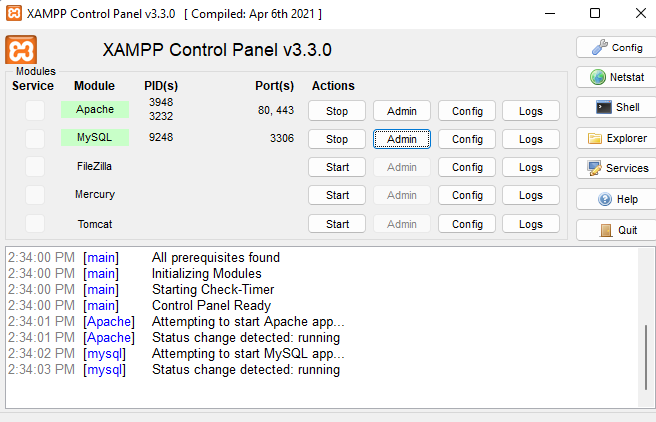 XAMPP Control Panel v3.3.0 [ Compiled: Apr 6th 2021 ]
XAMPP Control Panel v3.3.0
Config
Modules
Service Module PID(s) Port(s) Actions
Netstat
Apache 3948 3232 80, 443 Stop Admin Config Logs
Shell
MySQL 9248 3306 Stop Admin Config Logs
Explorer
FileZilla Start Admin Config Logs
Services
Mercury Start Admin Config Logs
Help
Tomcat Start Admin Config Logs
Quit
2:34:00 PM [main] All prerequisites found
2:34:00 PM [main] Initializing Modules
2:34:00 PM [main] Starting Check-Timer
2:34:00 PM [main] Control Panel Ready
2:34:01 PM [Apache] Attempting to start Apache app...
2:34:01 PM [Apache] Status change detected: running
2:34:02 PM [mysql] Attempting to start MySQL app...
2:34:03 PM [mysql] Status change detected: running